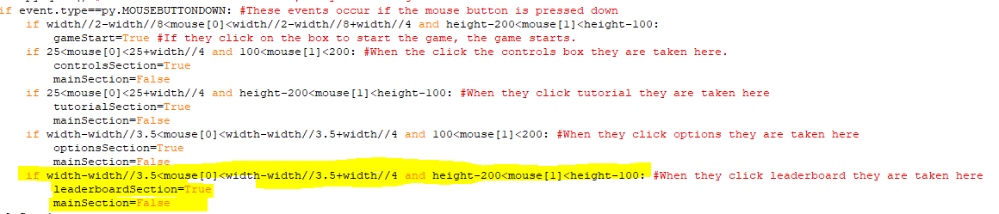 if event.type==py.MOUSEBUTTONDOWN: #These events occur if the mouse button is pressed down
if width//2-width//8<mouse[0]<width//2-width//8+width//4 and height-200<mouse[1]<height-100:
gameStart=True #If they click on the box to start the game, the game starts.
if 25<mouse[0]<25+width//4 and 100<mouse[1]<200: #When the click the controls box they are taken here.
controlsSection=True
mainSection=False
if 25<mouse[0]<25+width//4 and height-200<mouse[1]<height-100: #When they click tutorial they are taken here
tutorialSection=True
mainSection=False
if width-width//3.5<mouse[0]<width-width//3.5+width//4 and 100<mouse[1]<200: #When they click options they are taken here
optionsSection=True
mainSection=False
if width-width//3.5<mouse[0]<width-width//3.5+width//4 and height-200<mouse[1]<height-100: #When they click leaderboard they are taken here
leaderboardSection=True
mainSection=False